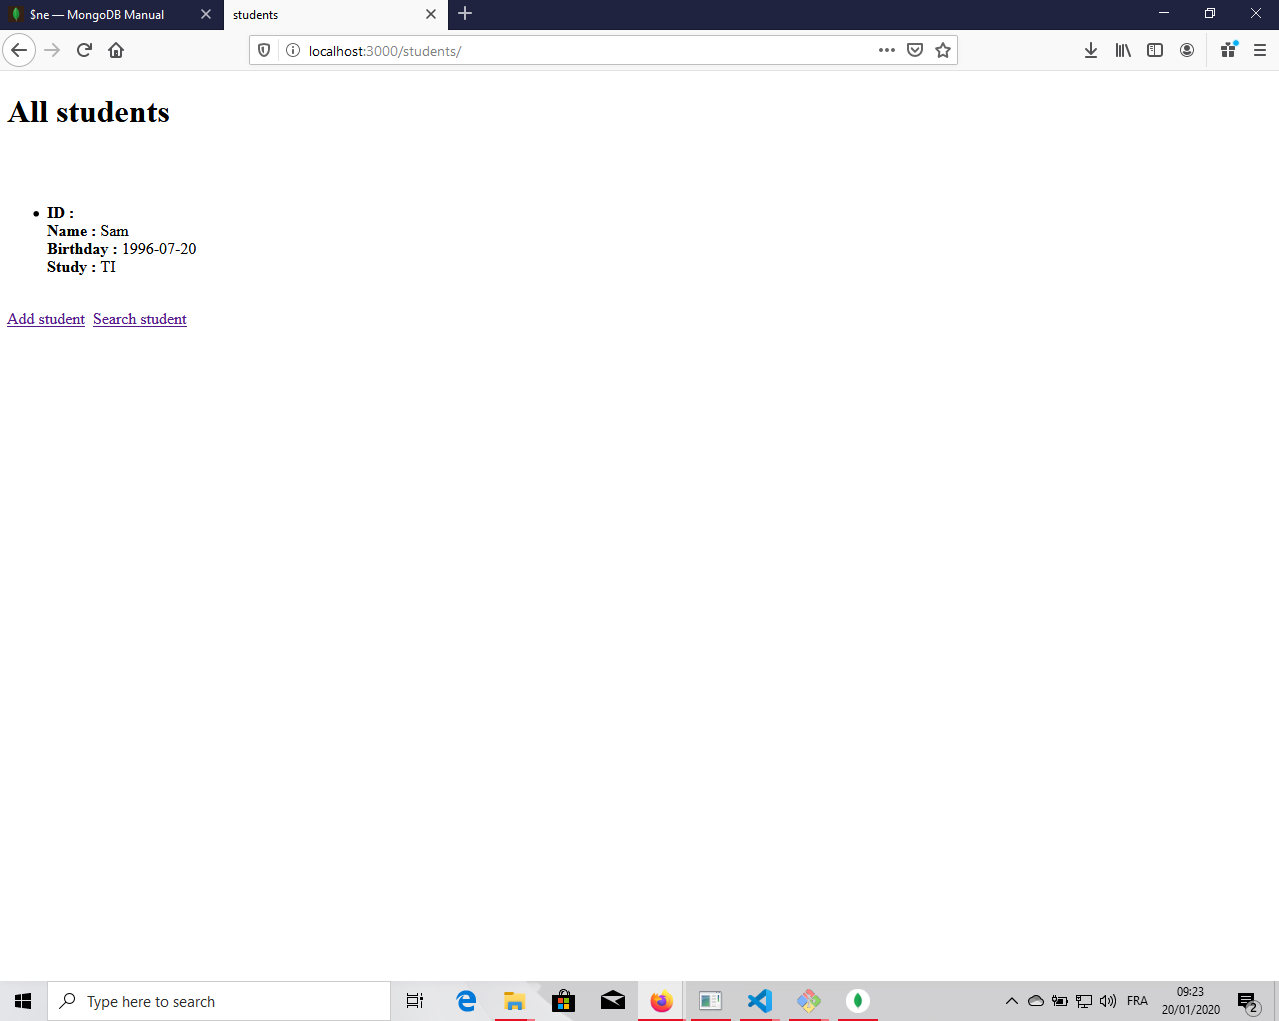 $ne — MongoDB Manual
students
localhost:3000/students/
All students
ID :
Name : Sam
Birthday : 1996-07-20
Study : TI
Add student Search student
Type here to search
FRA
09:23
20/01/2020
2